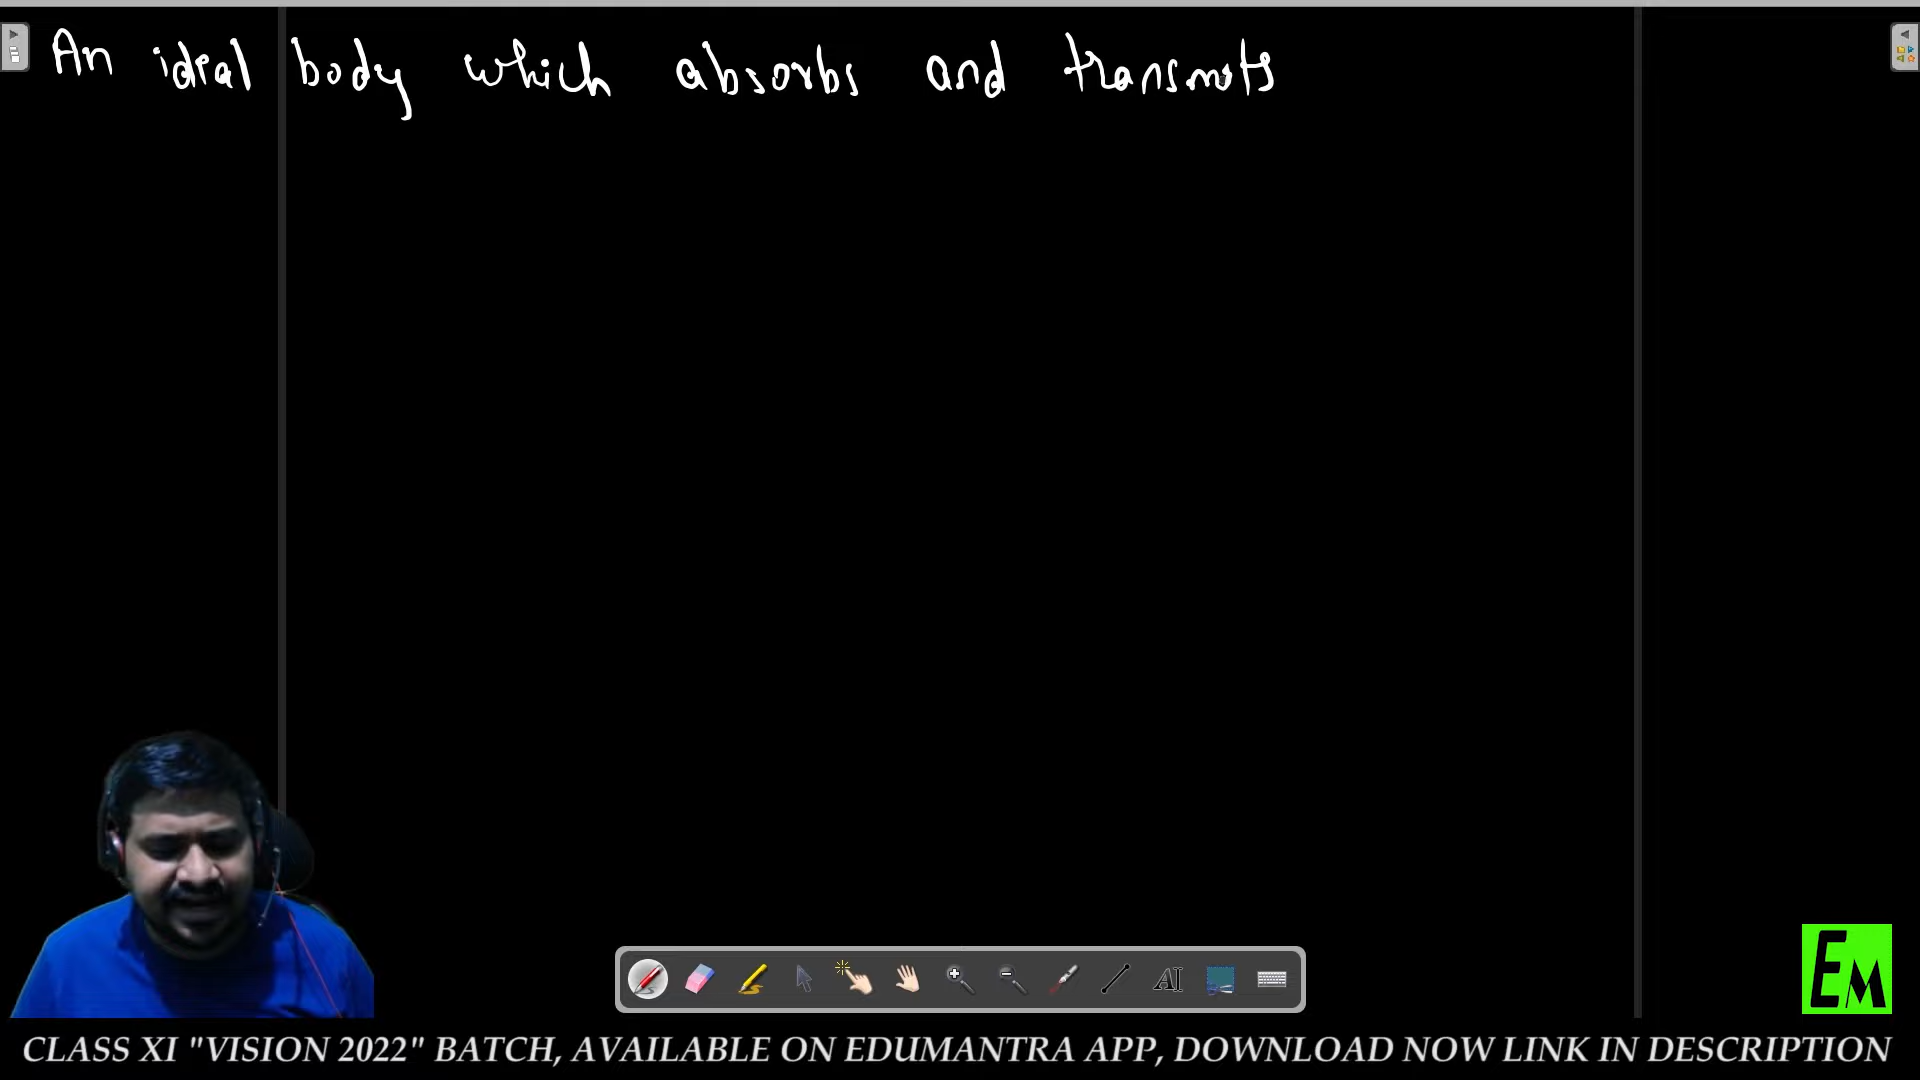 An ideal body which absorbs and transmits
EM
CLASS XI "VISION 2022" BATCH, AVAILABLE ON EDUMANTRA APP, DOWNLOAD NOW LINK IN DESCRIPTION